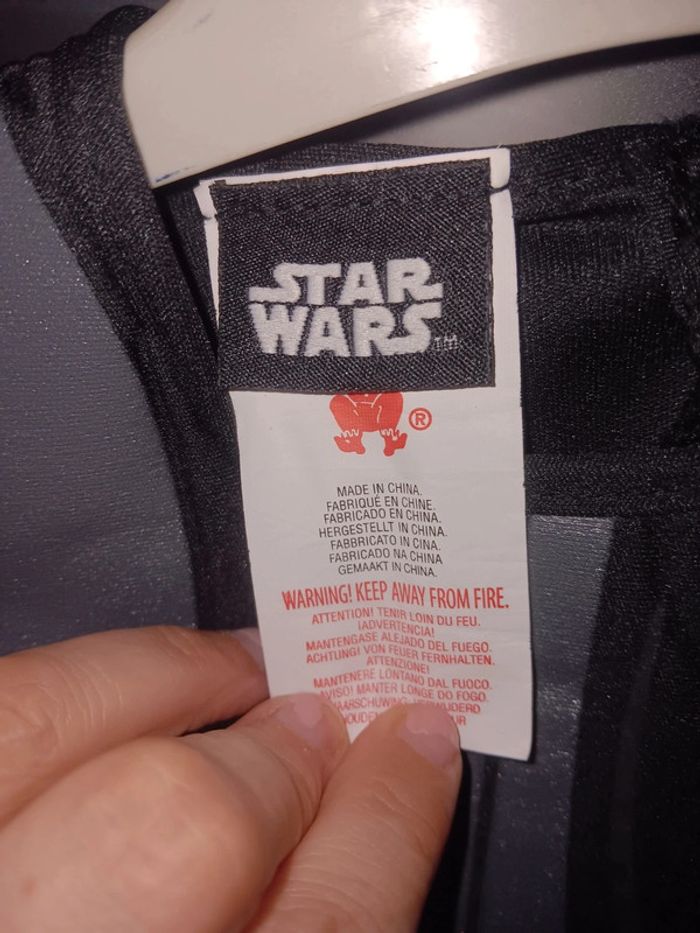 STAR
WARS™
®
MADE IN CHINA.
FABRIQUÉ EN CHINE.
FABRICADO EN CHINA.
HERGESTELLT IN CHINA.
FABBRICATO IN CINA.
FABRICADO NA CHINA
GEMAAKT IN CHINA.
WARNING! KEEP AWAY FROM FIRE.
ATTENTION! TENIR LOIN DU FEU.
¡ADVERTENCIA!
MANTENGASE ALEJADO DEL FUEGO.
ACHTUNG! VON FEUER FERNHALTEN.
ATTENZIONE!
MANTENERE LONTANO DAL FUOCO.
AVISO! MANTER LONGE DO FOGO.